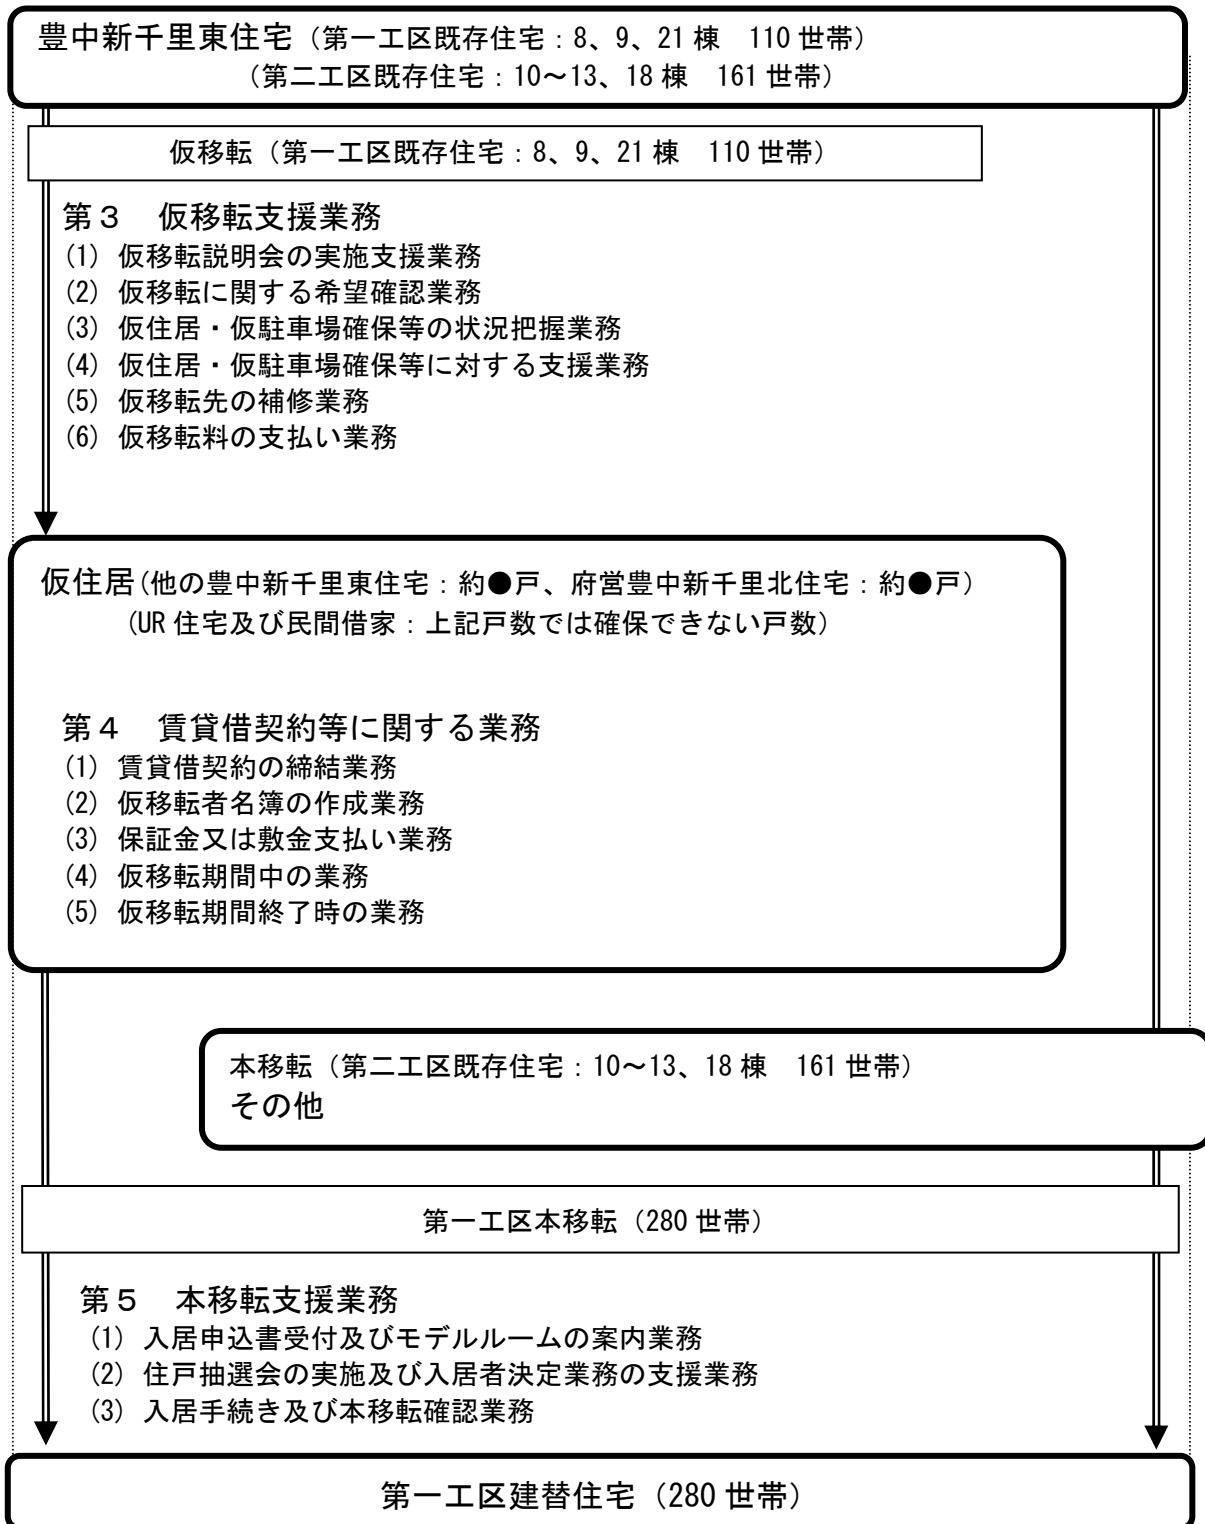 豊中新千里東住宅（第一工区既存住宅：8、9、21 棟　110 世帯）
（第二工区既存住宅：10～13、18 棟　161 世帯）
仮移転（第一工区既存住宅：8、9、21 棟　110 世帯）
第３　仮移転支援業務
(1) 仮移転説明会の実施支援業務
(2) 仮移転に関する希望確認業務
(3) 仮住居・仮駐車場確保等の状況把握業務
(4) 仮住居・仮駐車場確保等に対する支援業務
(5) 仮移転先の補修業務
(6) 仮移転料の支払い業務
仮住居（他の豊中新千里東住宅：約●戸、府営豊中新千里北住宅：約●戸）
（UR 住宅及び民間借家：上記戸数では確保できない戸数）
第４　賃貸借契約等に関する業務
(1) 賃貸借契約の締結業務
(2) 仮移転者名簿の作成業務
(3) 保証金又は敷金支払い業務
(4) 仮移転期間中の業務
(5) 仮移転期間終了時の業務
本移転（第二工区既存住宅：10～13、18 棟　161 世帯）
その他
第一工区本移転（280 世帯）
第５　本移転支援業務
(1) 入居申込書受付及びモデルルームの案内業務
(2) 住戸抽選会の実施及び入居者決定業務の支援業務
(3) 入居手続き及び本移転確認業務
第一工区建替住宅（280 世帯）